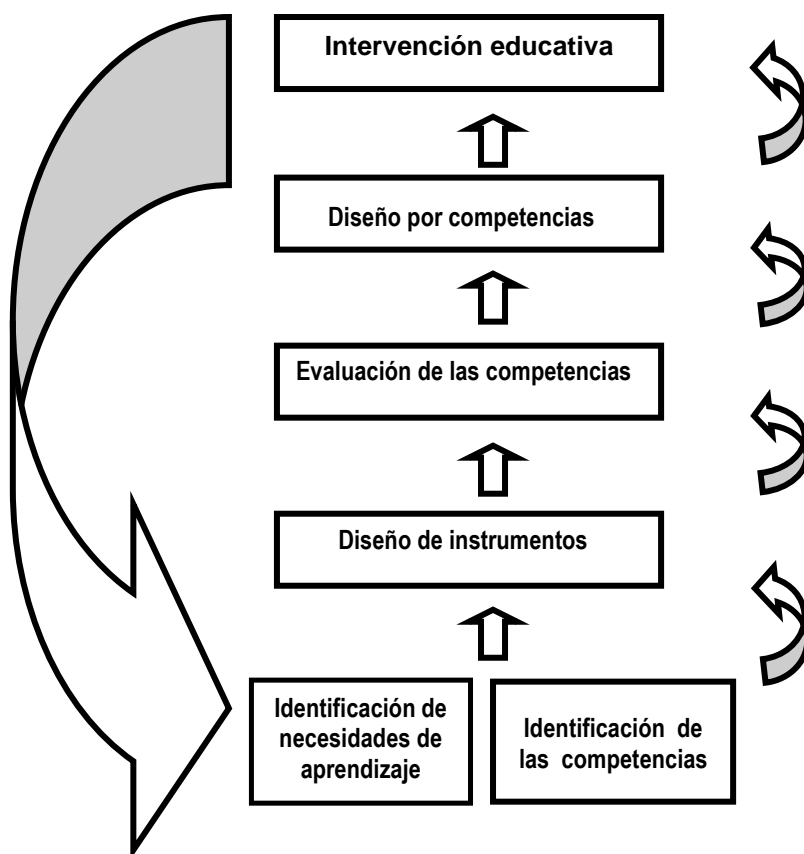 Intervención educativa
Diseño por competencias
Evaluación de las competencias
Diseño de instrumentos
Identificación de
necesidades de
aprendizaje
Identificación de
las competencias